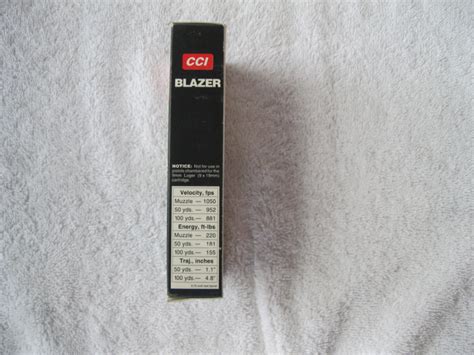 CCI
BLAZER
NOTICE: Not for use in
pistols chambered for the
9mm Luger (9 x 19mm)
cartridge.
Velocity, fps
Muzzle — 1050
50 yds. — 952
100 yds. — 881
Energy, ft-lbs
Muzzle — 220
50 yds. — 181
100 yds. — 155
Traj., inches
50 yds. — 1.1"
100 yds. — 4.8"